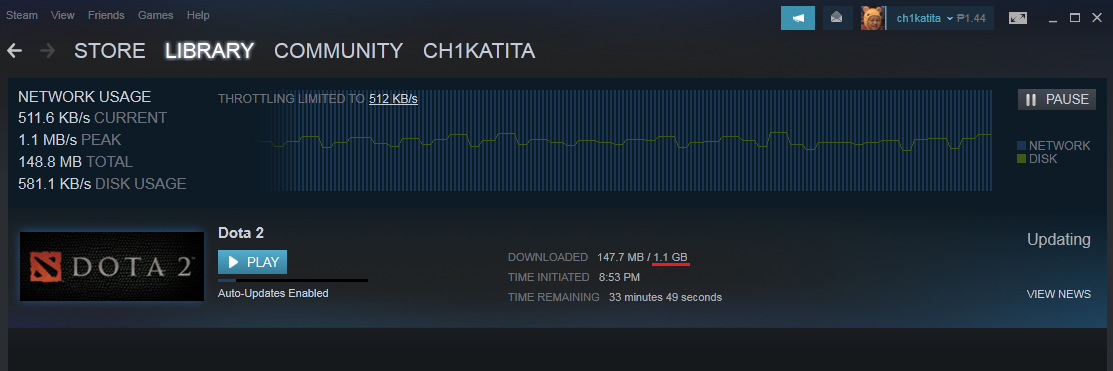 Steam View Friends Games Help
ch1katita ₱1.44
STORE LIBRARY COMMUNITY CH1KATITA
NETWORK USAGE
511.6 KB/s CURRENT
1.1 MB/s PEAK
148.8 MB TOTAL
581.1 KB/s DISK USAGE
THROTTLING LIMITED TO 512 KB/s
PAUSE
NETWORK
DISK
DOTA 2
Dota 2
PLAY
Auto-Updates Enabled
DOWNLOADED 147.7 MB / 1.1 GB
TIME INITIATED 8:53 PM
TIME REMAINING 33 minutes 49 seconds
Updating
VIEW NEWS